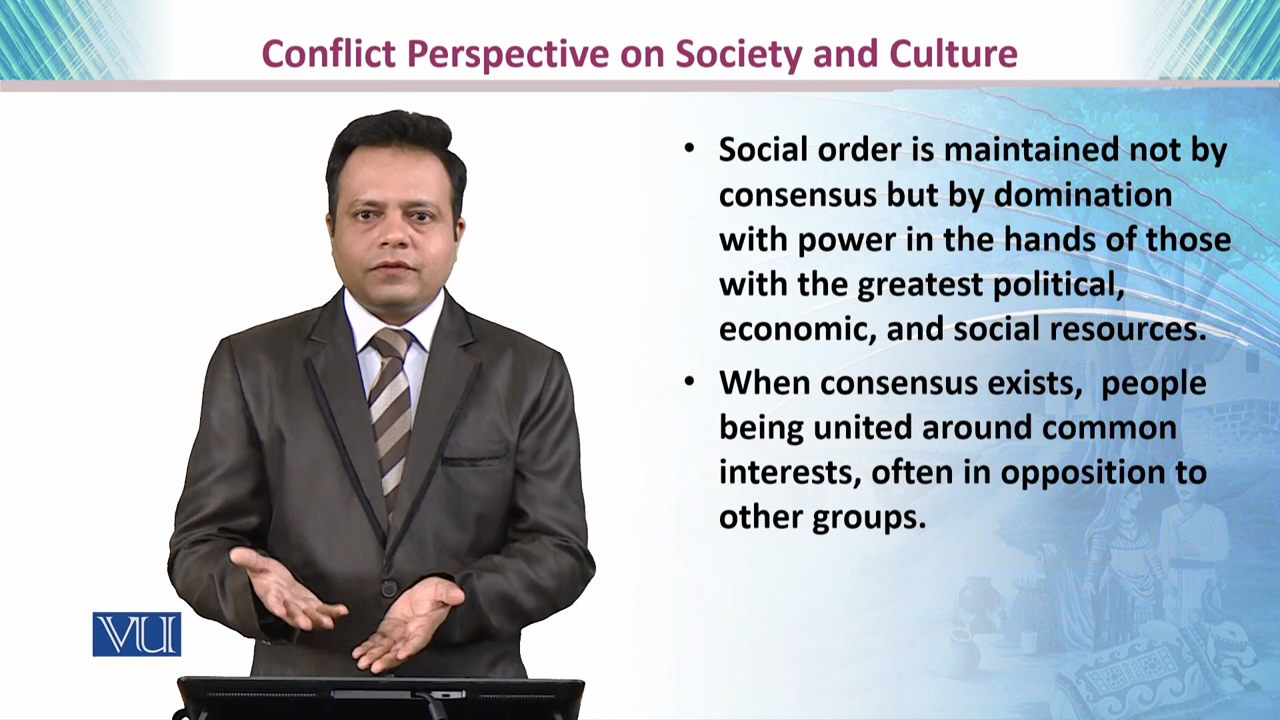 Conflict Perspective on Society and Culture
• Social order is maintained not by
consensus but by domination
with power in the hands of those
with the greatest political,
economic, and social resources.
• When consensus exists,  people
being united around common
interests, often in opposition to
other groups.
VU